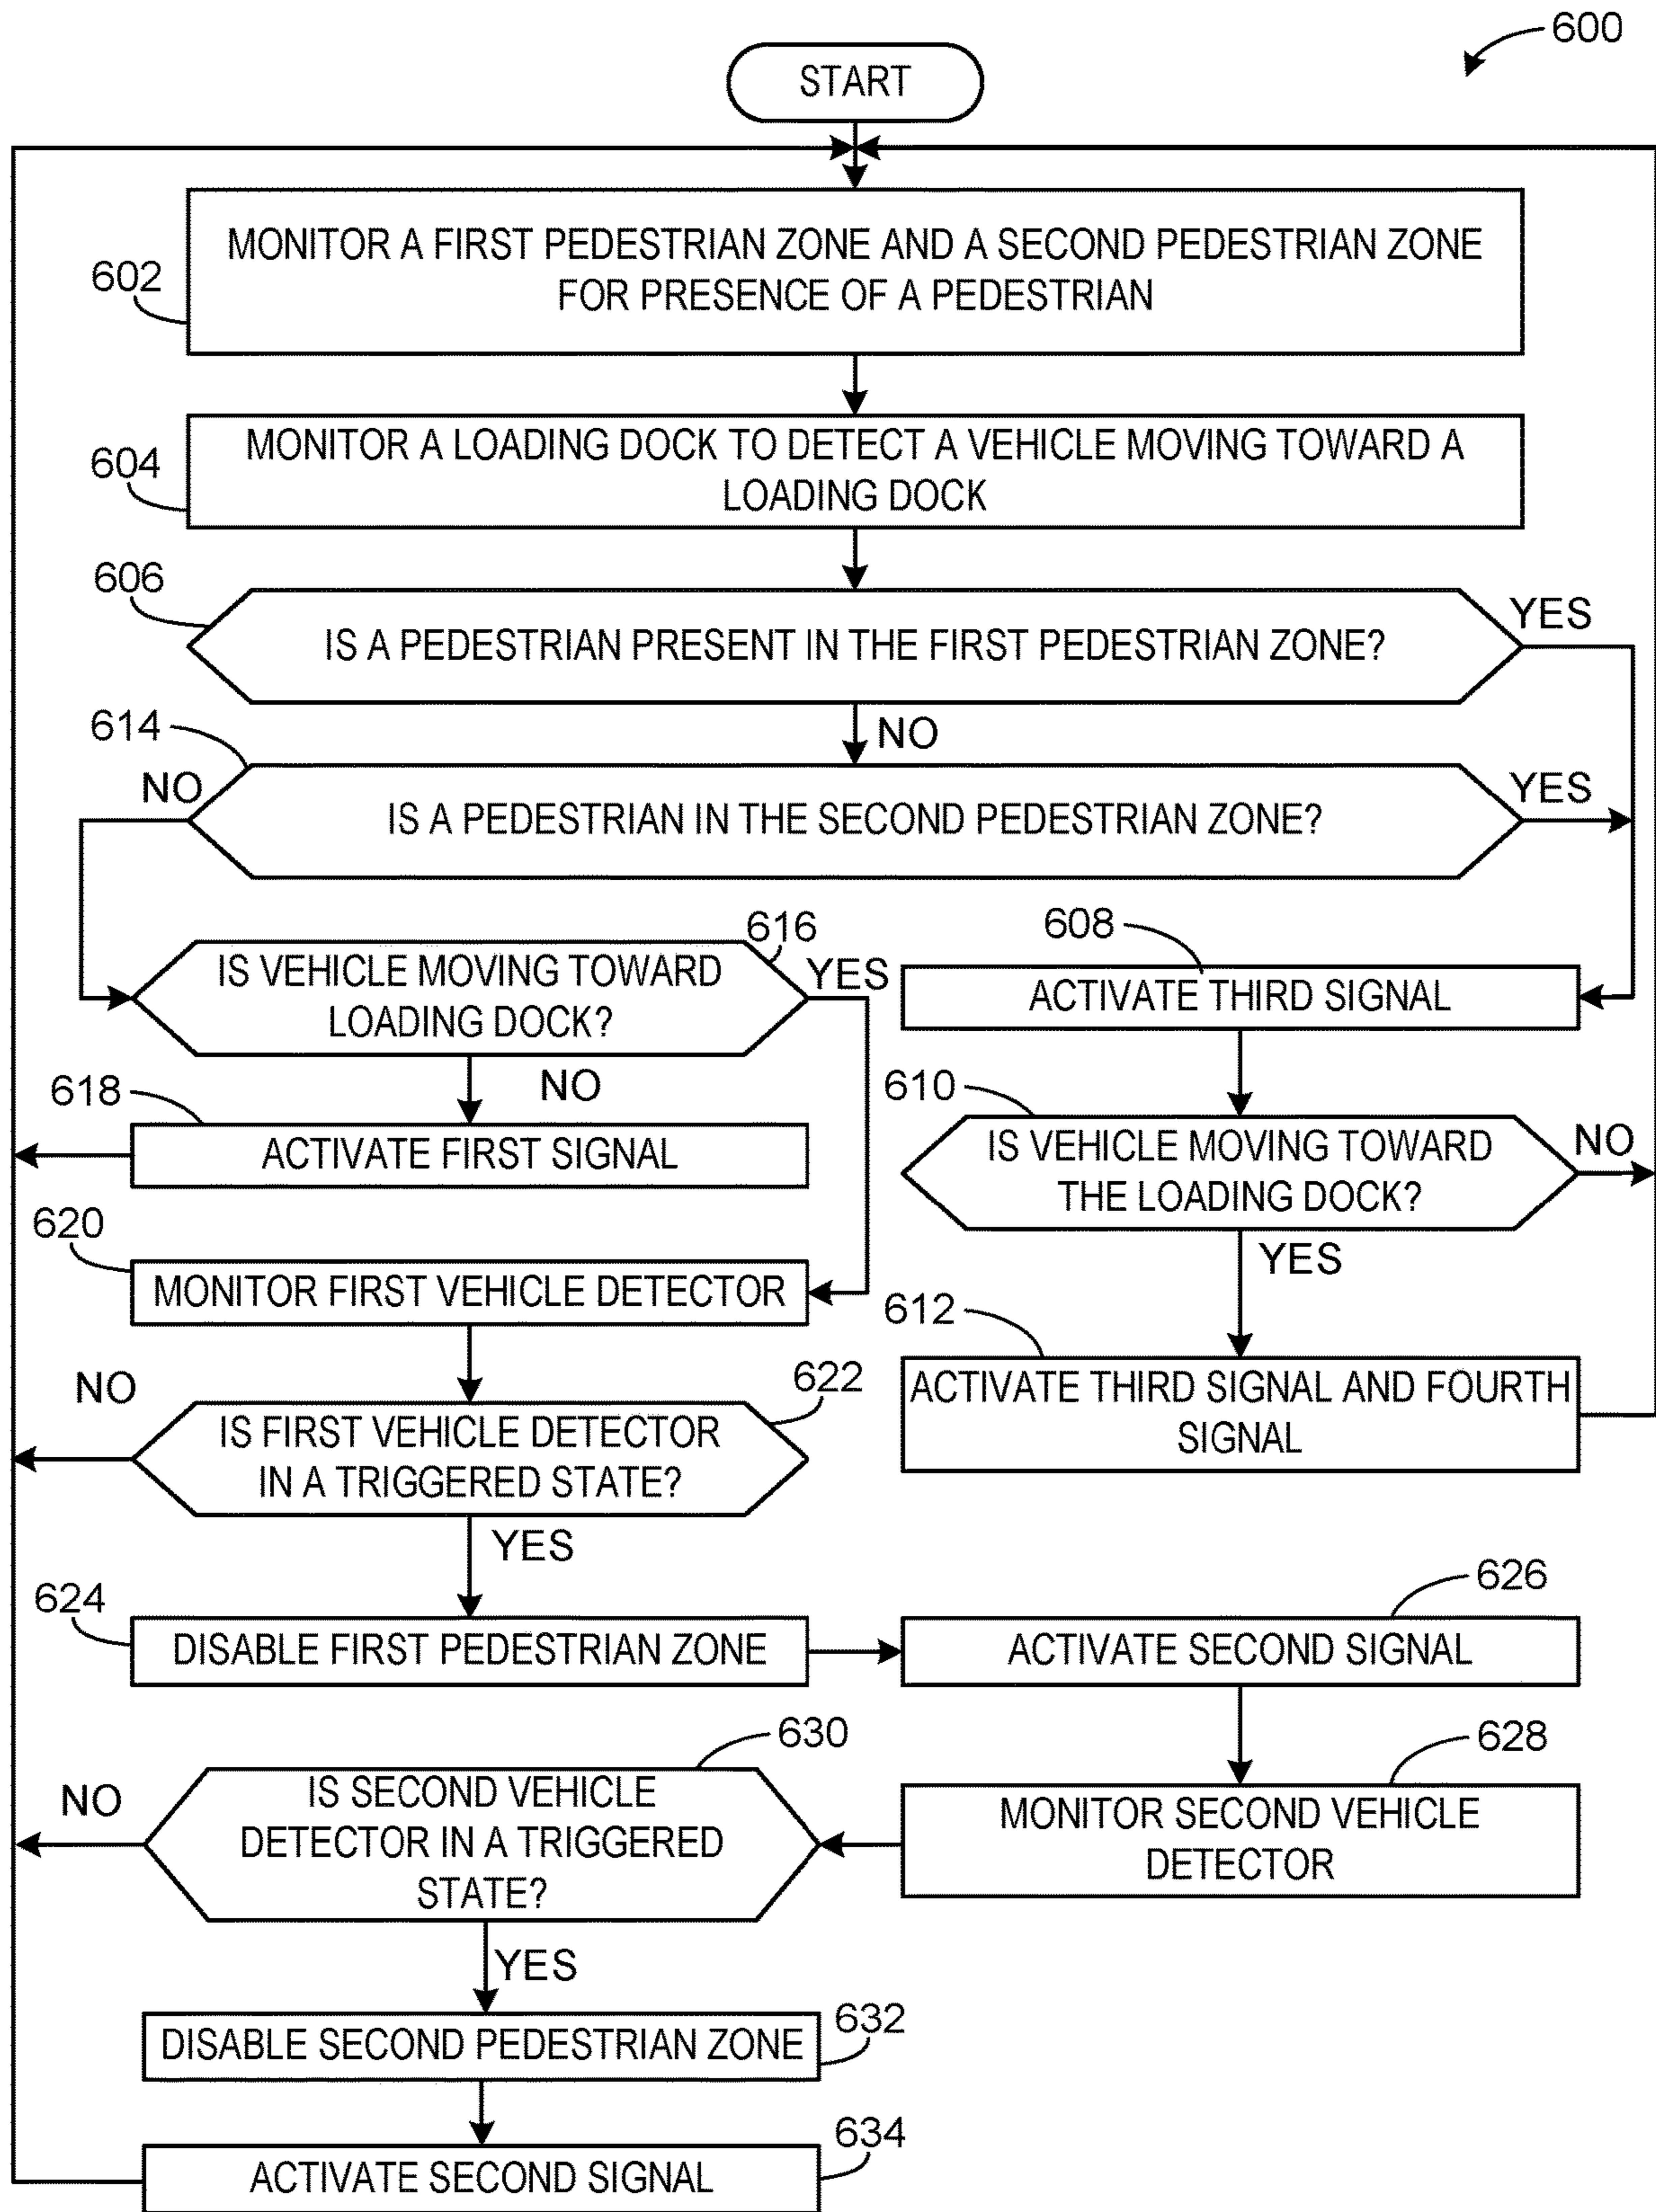 600
START
MONITOR A FIRST PEDESTRIAN ZONE AND A SECOND PEDESTRIAN ZONE
FOR PRESENCE OF A PEDESTRIAN
602
MONITOR A LOADING DOCK TO DETECT A VEHICLE MOVING TOWARD A
LOADING DOCK
604
606
IS A PEDESTRIAN PRESENT IN THE FIRST PEDESTRIAN ZONE?
YES
NO
614
NO
IS A PEDESTRIAN IN THE SECOND PEDESTRIAN ZONE?
YES
616
IS VEHICLE MOVING TOWARD
LOADING DOCK?
YES
NO
608
ACTIVATE THIRD SIGNAL
618
ACTIVATE FIRST SIGNAL
610
IS VEHICLE MOVING TOWARD
THE LOADING DOCK?
NO
YES
620
MONITOR FIRST VEHICLE DETECTOR
612
ACTIVATE THIRD SIGNAL AND FOURTH
SIGNAL
622
NO
IS FIRST VEHICLE DETECTOR
IN A TRIGGERED STATE?
YES
624
DISABLE FIRST PEDESTRIAN ZONE
626
ACTIVATE SECOND SIGNAL
628
MONITOR SECOND VEHICLE
DETECTOR
630
NO
IS SECOND VEHICLE
DETECTOR IN A TRIGGERED
STATE?
YES
DISABLE SECOND PEDESTRIAN ZONE
632
ACTIVATE SECOND SIGNAL
634